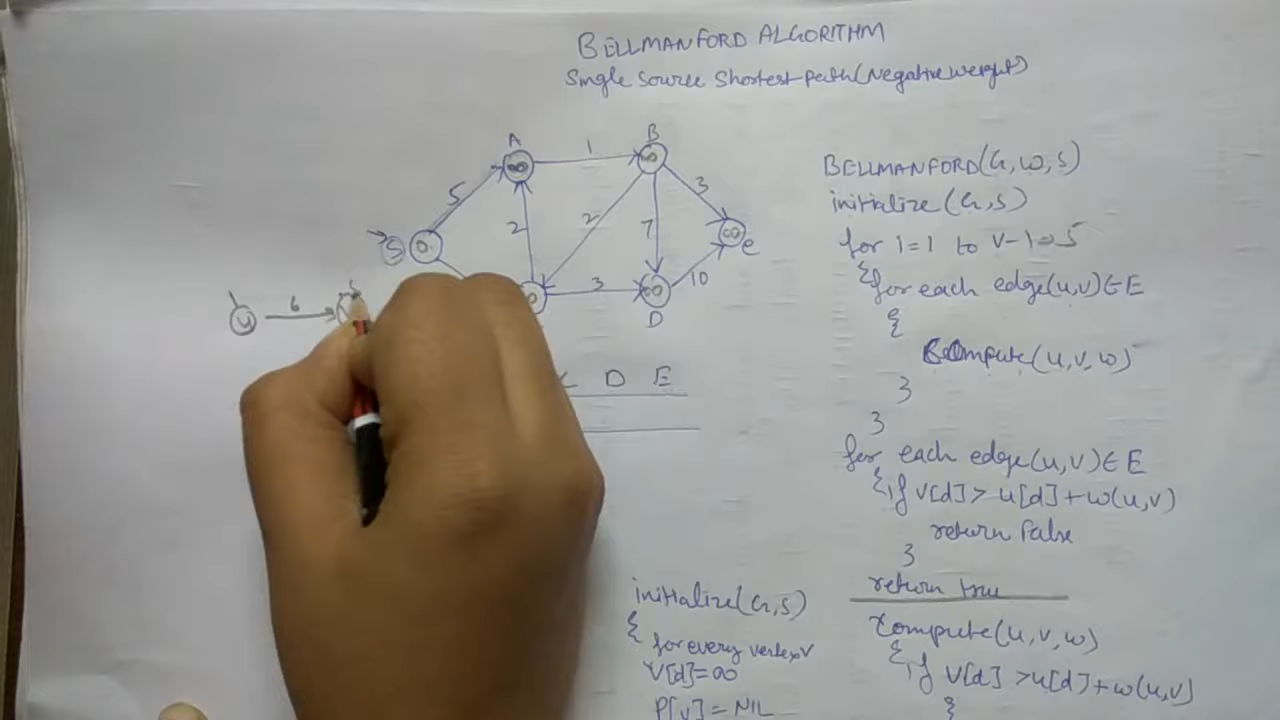 BELLMANFORD ALGORITHM
Single Source Shortest Path (Negative weight)
A
B
1
5
3
2
2
7
S
0
∞
∞
∞
∞
e
3
10
D
6
u
D E
BELLMANFORD(G, w, s)
initialize (G, s)
for i=1 to v-1=5
{for each edge(u,v)∈E
{
Compute(u,v,w)
}
}
for each edge(u,v)∈E
{if v[d]> u[d]+w(u,v)
return False
}
return true
Compute(u,v,w)
{if v[d] >u[d]+w(u,v)
{
initialize(G,s)
{
for every vertex v
V[d]=∞
P[v]=NIL